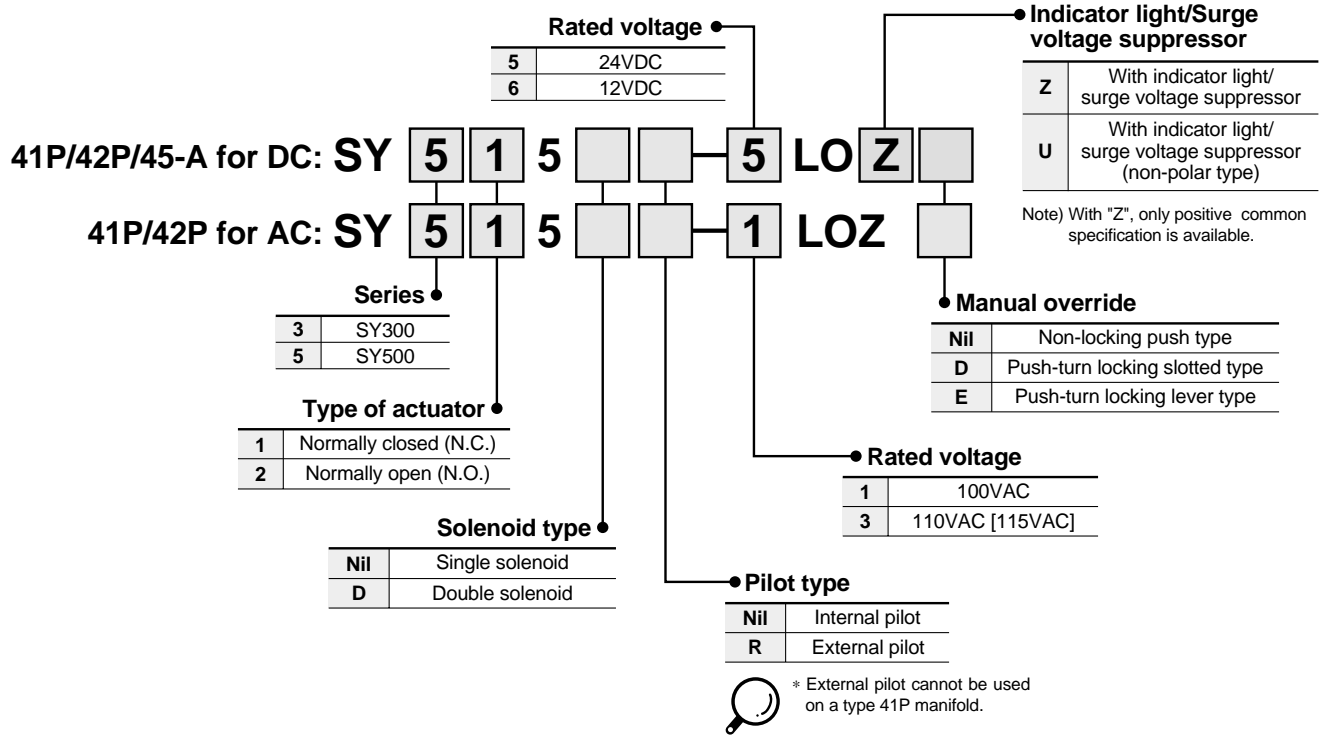 Rated voltage
5 24VDC
6 12VDC
Indicator light/Surge
voltage suppressor
Z With indicator light/
surge voltage suppressor
U With indicator light/
surge voltage suppressor
(non-polar type)
Note) With "Z", only positive common
specification is available.
41P/42P/45-A for DC: SY 5 1 5 5 LO Z
41P/42P for AC: SY 5 1 5 1 LOZ
Series
3 SY300
5 SY500
Type of actuator
1 Normally closed (N.C.)
2 Normally open (N.O.)
Solenoid type
Nil Single solenoid
D Double solenoid
Manual override
Nil Non-locking push type
D Push-turn locking slotted type
E Push-turn locking lever type
Rated voltage
1 100VAC
3 110VAC [115VAC]
Pilot type
Nil Internal pilot
R External pilot
* External pilot cannot be used
on a type 41P manifold.